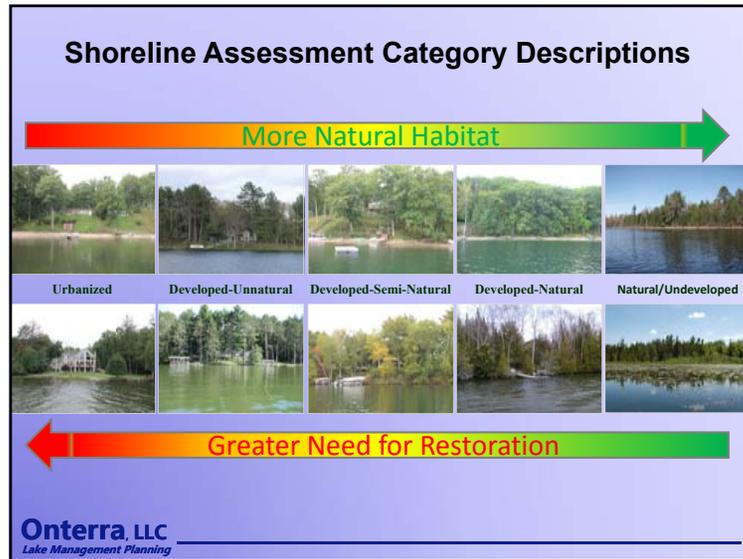 Shoreline Assessment Category Descriptions
More Natural Habitat
Urbanized
Developed-Unnatural
Developed-Semi-Natural
Developed-Natural
Natural/Undeveloped
Greater Need for Restoration
Onterra, LLC
Lake Management Planning